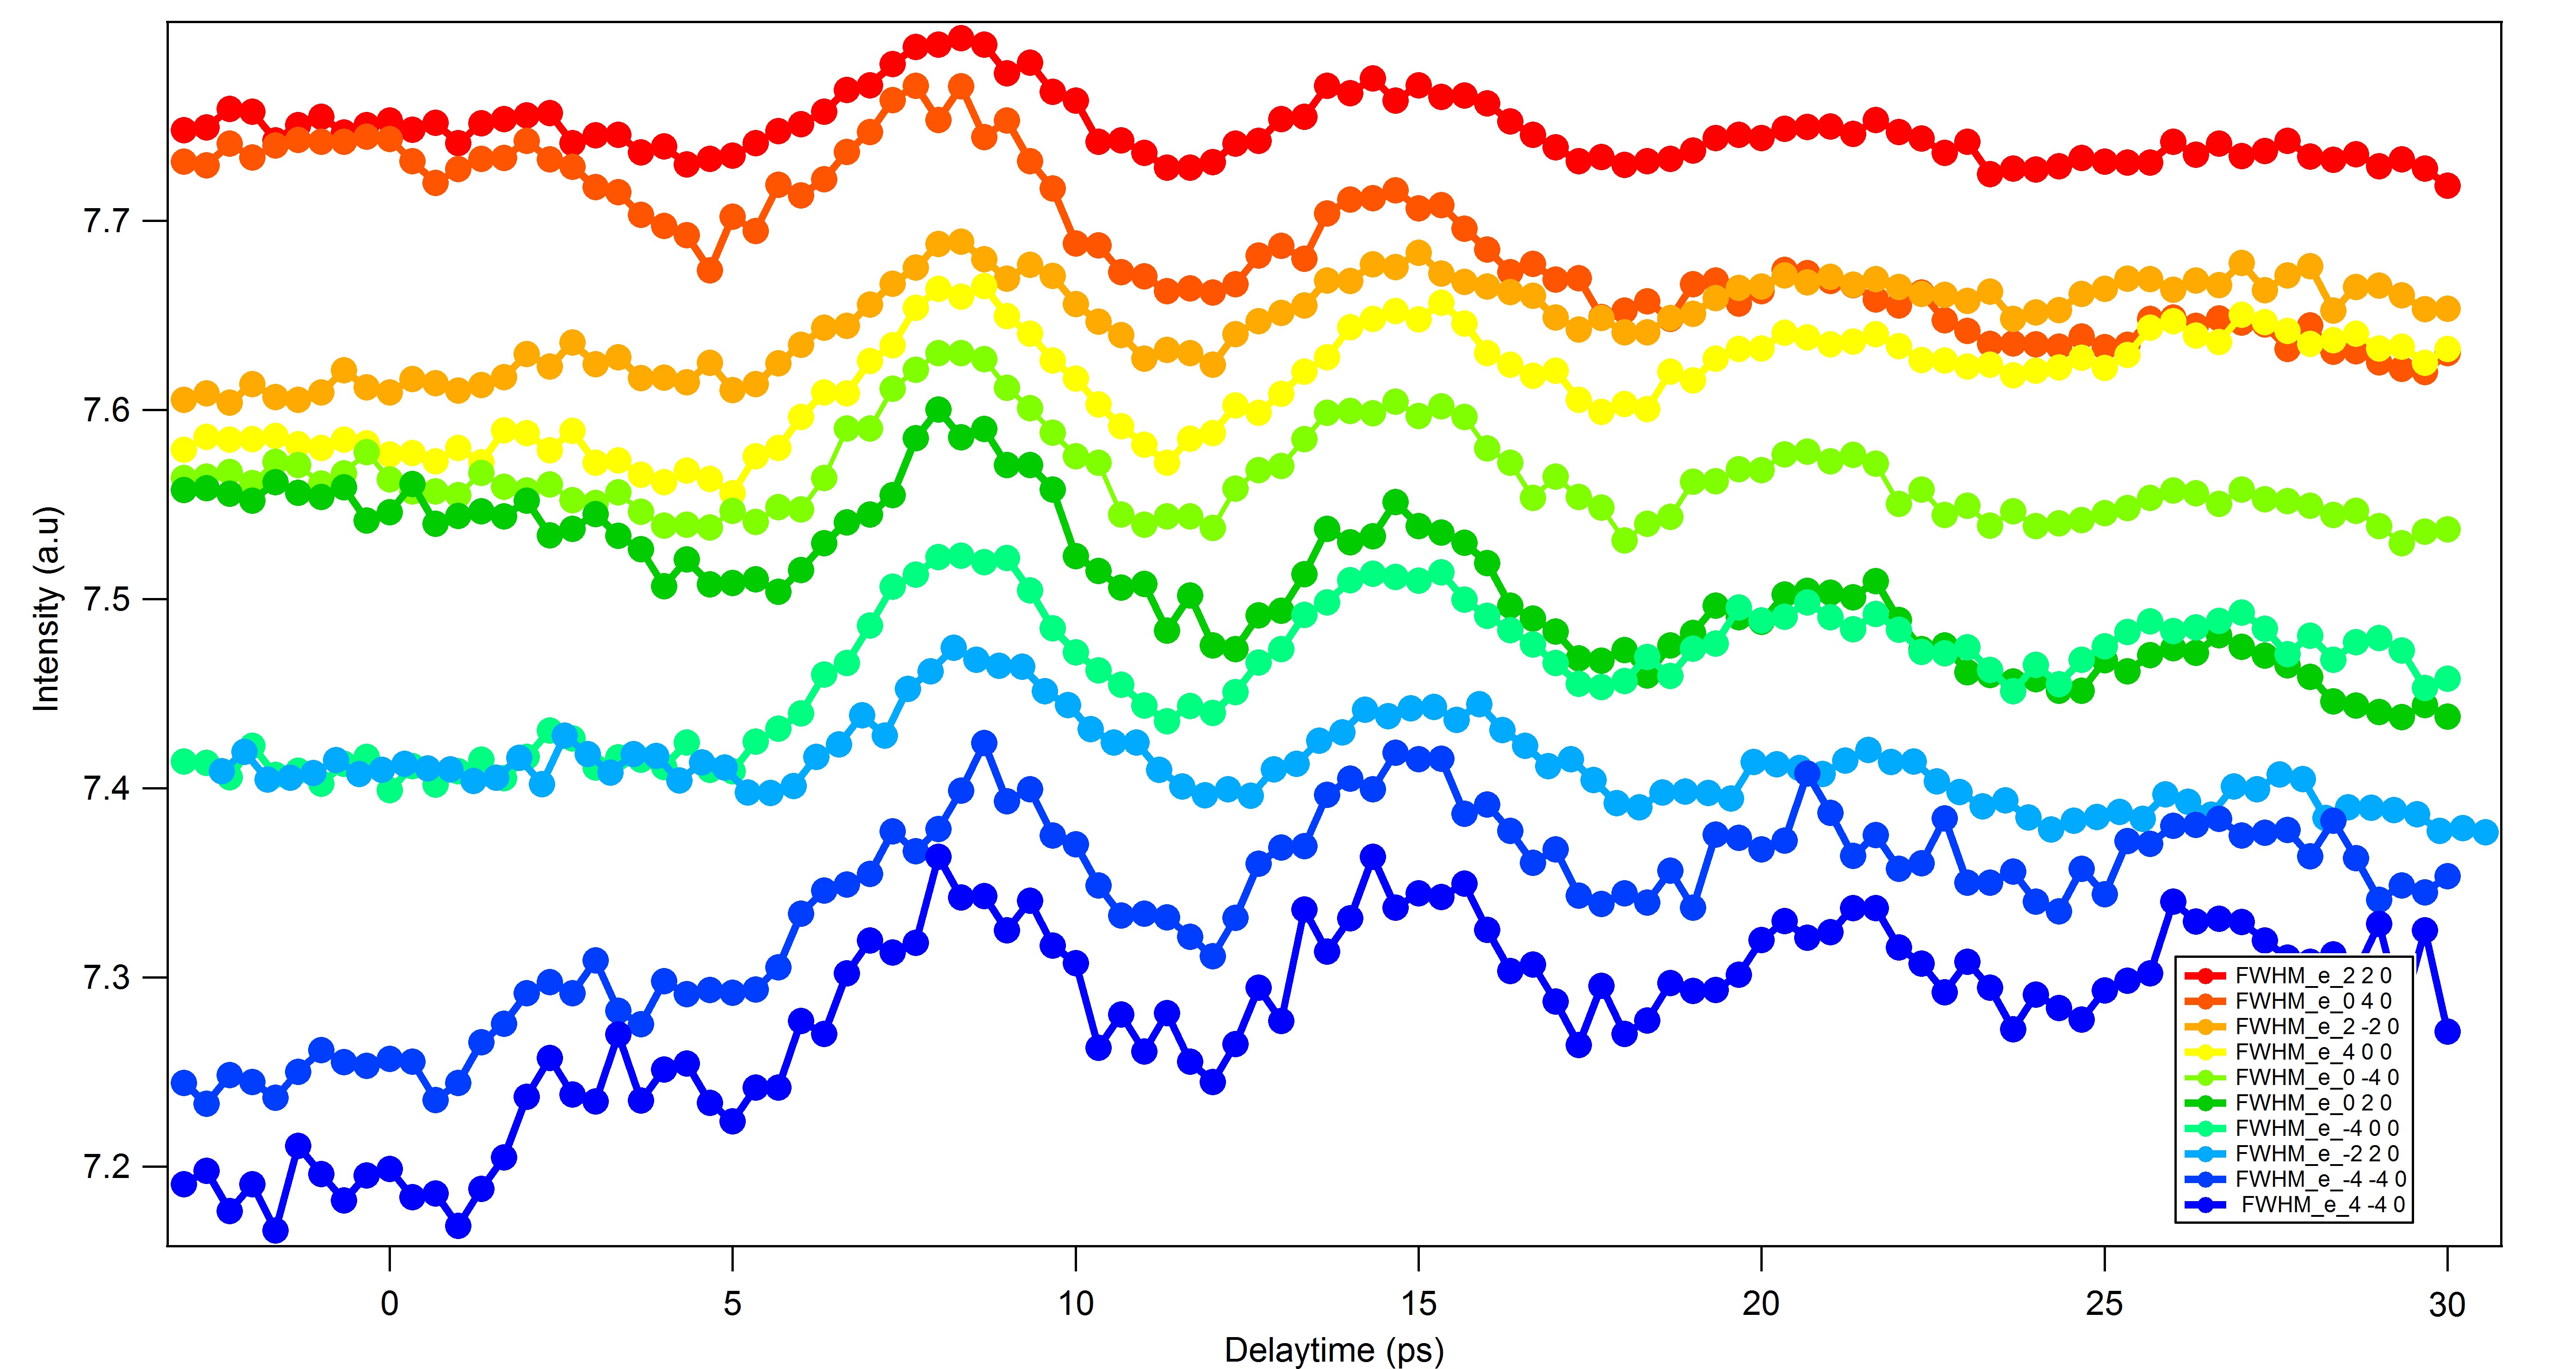 Intensity (a.u)
7.7
7.6
7.5
7.4
7.3
7.2
0
5
10
15
20
25
30
Delaytime (ps)
FWHM_e_2 2 0
FWHM_e_0 4 0
FWHM_e_2 -2 0
FWHM_e_4 0 0
FWHM_e_0 -4 0
FWHM_e_0 2 0
FWHM_e_-4 0 0
FWHM_e_-2 2 0
FWHM_e_-4 -4 0
FWHM_e_4 -4 0